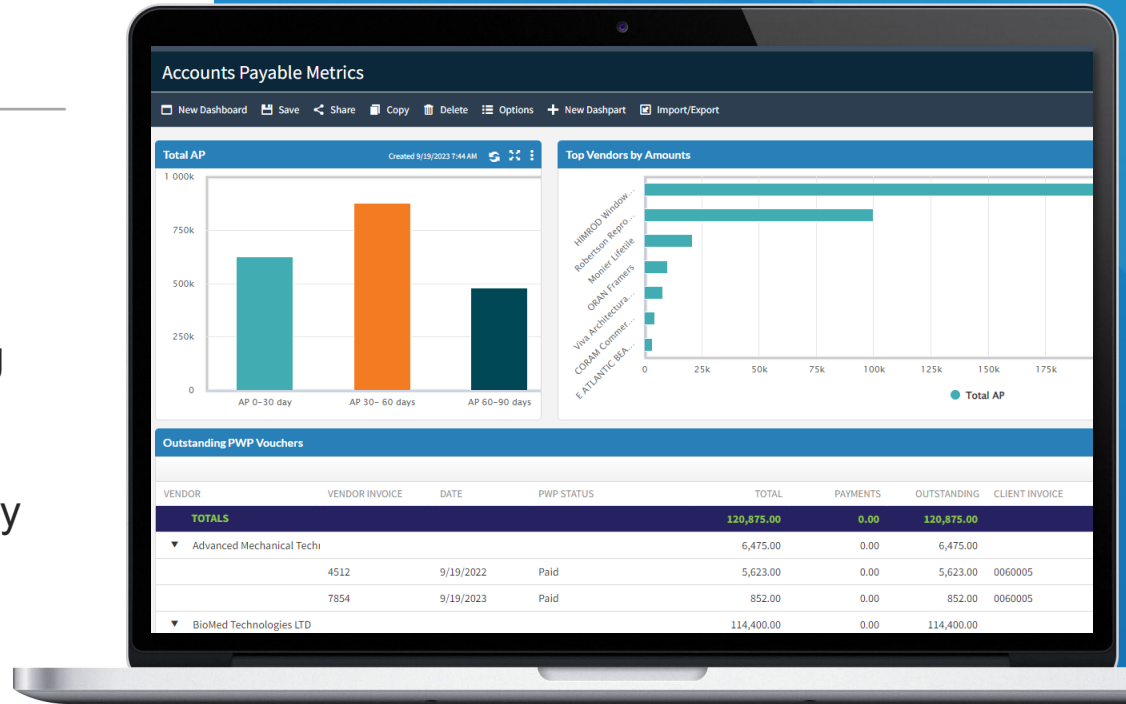 Accounts Payable Metrics
New Dashboard Save Share Copy Delete Options New Dashpart Import/Export
Total AP Created 9/19/2023 7:44 AM
1 000k
750k
500k
250k
0
AP 0-30 day AP 30- 60 days AP 60-90 days
Top Vendors by Amounts
HIMROD Window...
Robertson Repro...
Monier Lifetile
ORAN Framers
Viva Architectura...
CORAM Commer...
E ATLANTIC BEA...
0 25k 50k 75k 100k 125k 150k 175k
Total AP
Outstanding PWP Vouchers
VENDOR VENDOR INVOICE DATE PWP STATUS TOTAL PAYMENTS OUTSTANDING CLIENT INVOICE
TOTALS 120,875.00 0.00 120,875.00
Advanced Mechanical Techn 6,475.00 0.00 6,475.00
4512 9/19/2022 Paid 5,623.00 0.00 5,623.00 0060005
7854 9/19/2023 Paid 852.00 0.00 852.00 0060005
BioMed Technologies LTD 114,400.00 0.00 114,400.00
y